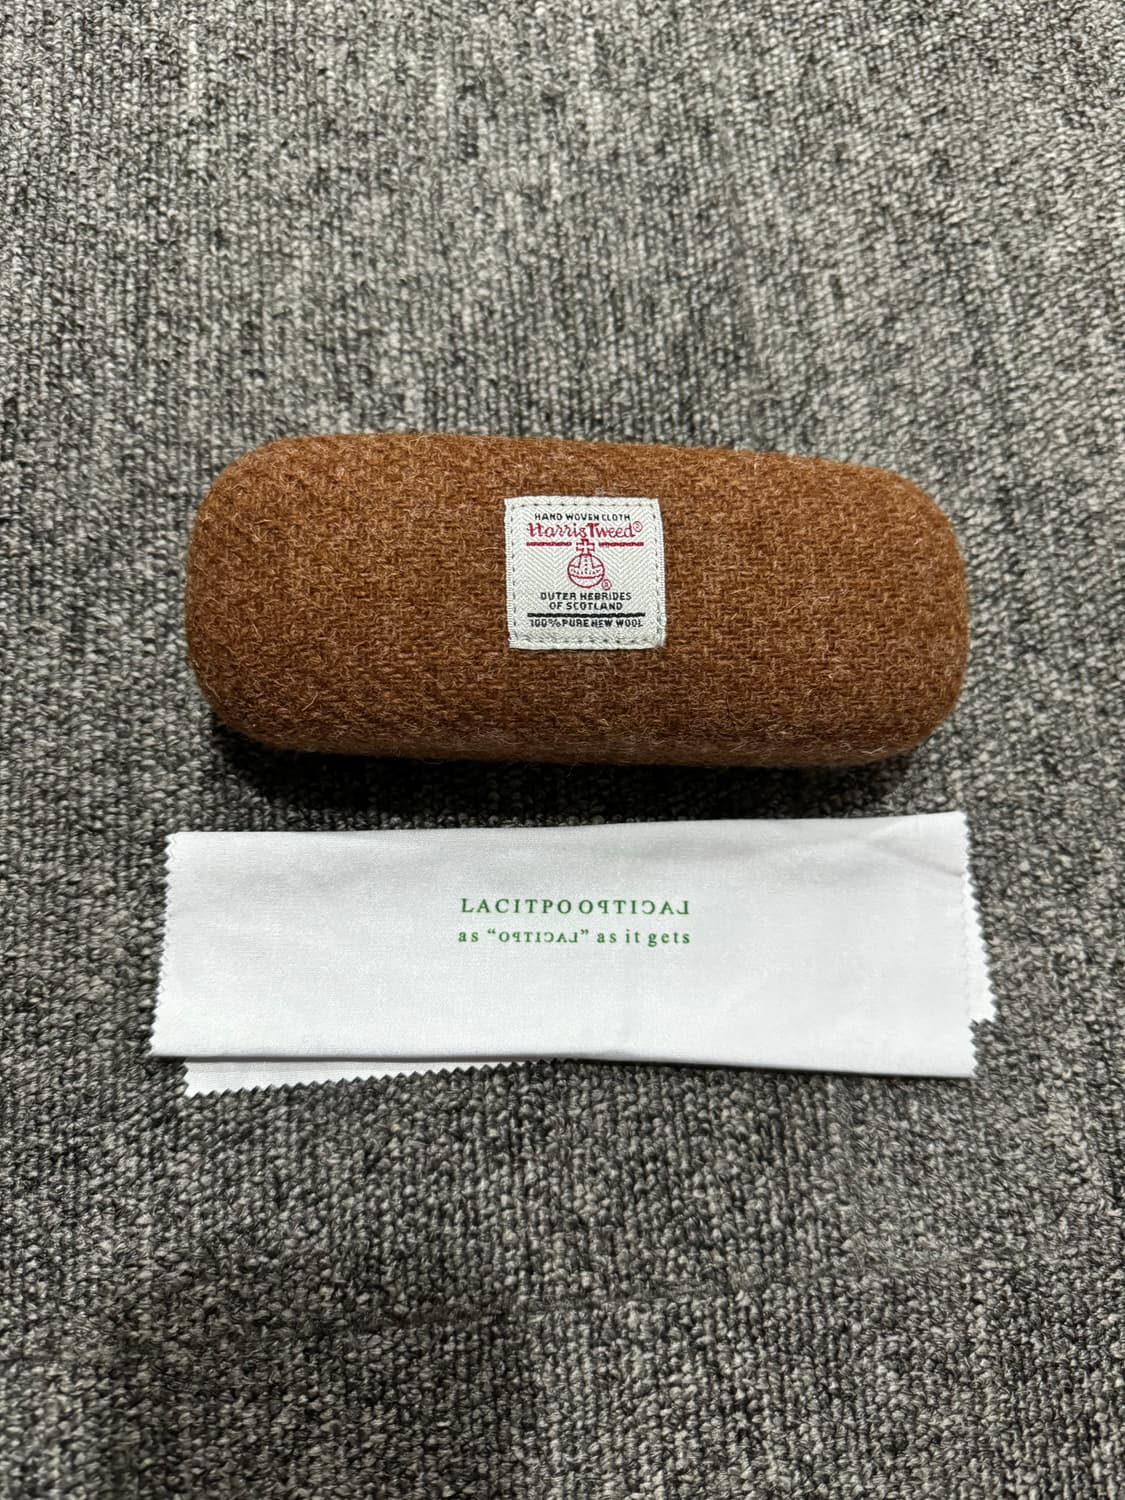 HAND WOVEN CLOTH
Harris Tweed®
®
OUTER HEBRIDES
OF SCOTLAND
100% PURE NEW WOOL
LACITPOOPTICAL
as “OPTICAL” as it gets